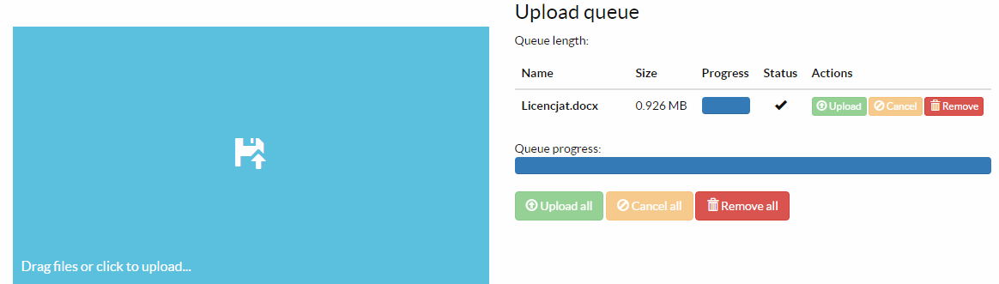 Upload queue
Queue length:
Name Size Progress Status Actions
Licencjat.docx 0.926 MB Upload Cancel Remove
Queue progress:
Upload all Cancel all Remove all
Drag files or click to upload...